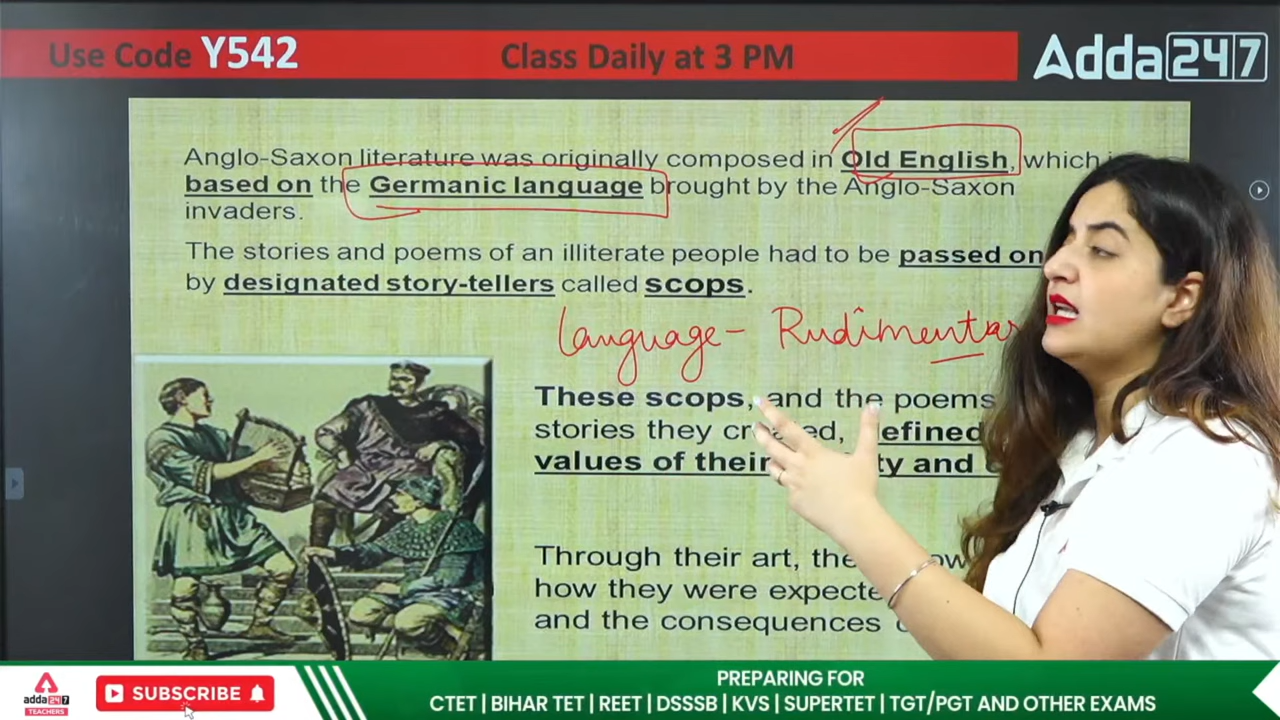 Use Code Y542 Class Daily at 3 PM Adda247
Anglo-Saxon literature was originally composed in Old English, which
based on the Germanic language brought by the Anglo-Saxon
invaders.
The stories and poems of an illiterate people had to be passed on
by designated story-tellers called scops.
Language - Rudimentar
These scops, and the poems
stories they created, defined
values of their and
Through their art, the
how they were expecte
and the consequences
adda247
TEACHERS
SUBSCRIBE
PREPARING FOR
CTET | BIHAR TET | REET | DSSSB | KVS | SUPERTET | TGT/PGT AND OTHER EXAMS